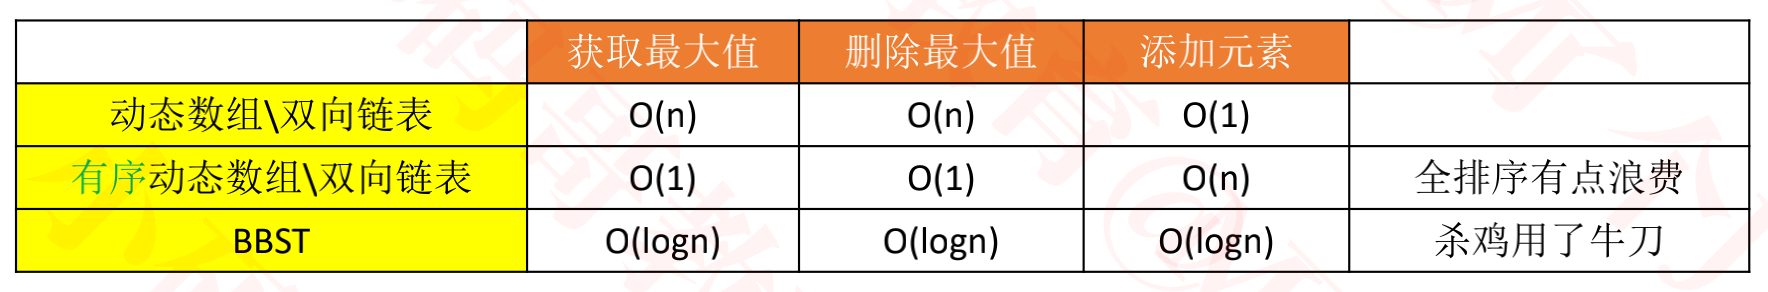 获取最大值 删除最大值 添加元素
动态数组\双向链表 O(n) O(n) O(1)
有序动态数组\双向链表 O(1) O(1) O(n) 全排序有点浪费
BBST O(logn) O(logn) O(logn) 杀鸡用了牛刀